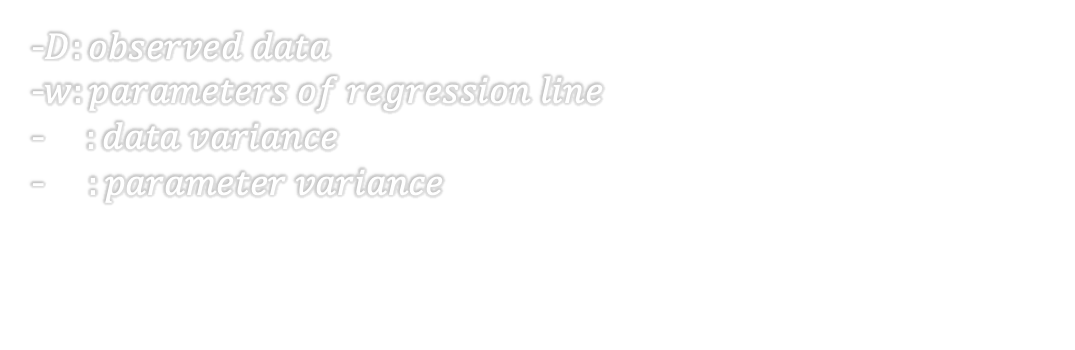 -D: observed data
-w: parameters of regression line
- : data variance
- : parameter variance